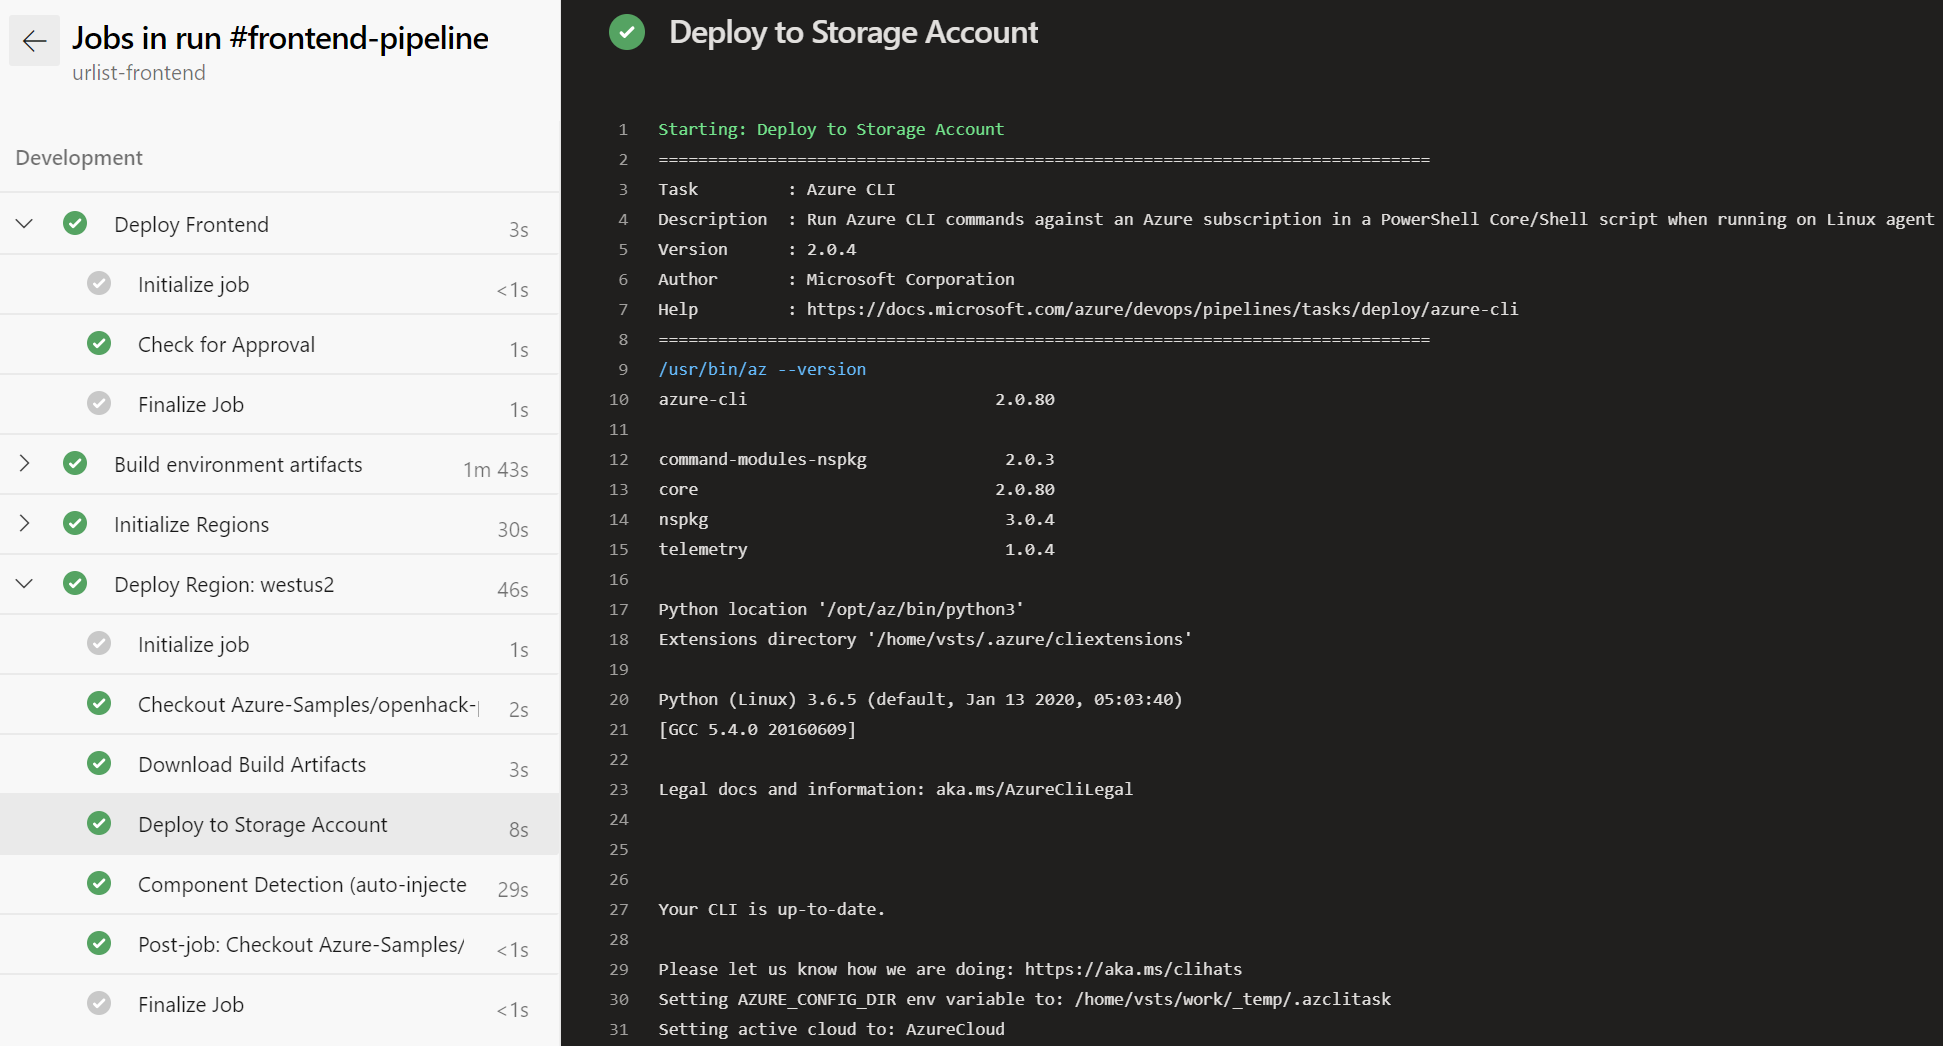 Jobs in run #frontend-pipeline
urlist-frontend
Development
Deploy Frontend 3s
Initialize job <1s
Check for Approval 1s
Finalize Job 1s
Build environment artifacts 1m 43s
Initialize Regions 30s
Deploy Region: westus2 46s
Initialize job 1s
Checkout Azure-Samples/openhack- 2s
Download Build Artifacts 3s
Deploy to Storage Account 8s
Component Detection (auto-injecte 29s
Post-job: Checkout Azure-Samples/ <1s
Finalize Job <1s
Deploy to Storage Account
1 Starting: Deploy to Storage Account
2 ==============================================================================
3 Task         : Azure CLI
4 Description  : Run Azure CLI commands against an Azure subscription in a PowerShell Core/Shell script when running on Linux agent
5 Version      : 2.0.4
6 Author       : Microsoft Corporation
7 Help         : https://docs.microsoft.com/azure/devops/pipelines/tasks/deploy/azure-cli
8 ==============================================================================
9 /usr/bin/az --version
10 azure-cli                         2.0.80
11
12 command-modules-nspkg              2.0.3
13 core                              2.0.80
14 nspkg                              3.0.4
15 telemetry                          1.0.4
16
17 Python location '/opt/az/bin/python3'
18 Extensions directory '/home/vsts/.azure/cliextensions'
19
20 Python (Linux) 3.6.5 (default, Jan 13 2020, 05:03:40)
21 [GCC 5.4.0 20160609]
22
23 Legal docs and information: aka.ms/AzureCliLegal
24
25
26
27 Your CLI is up-to-date.
28
29 Please let us know how we are doing: https://aka.ms/clihats
30 Setting AZURE_CONFIG_DIR env variable to: /home/vsts/work/_temp/.azclitask
31 Setting active cloud to: AzureCloud